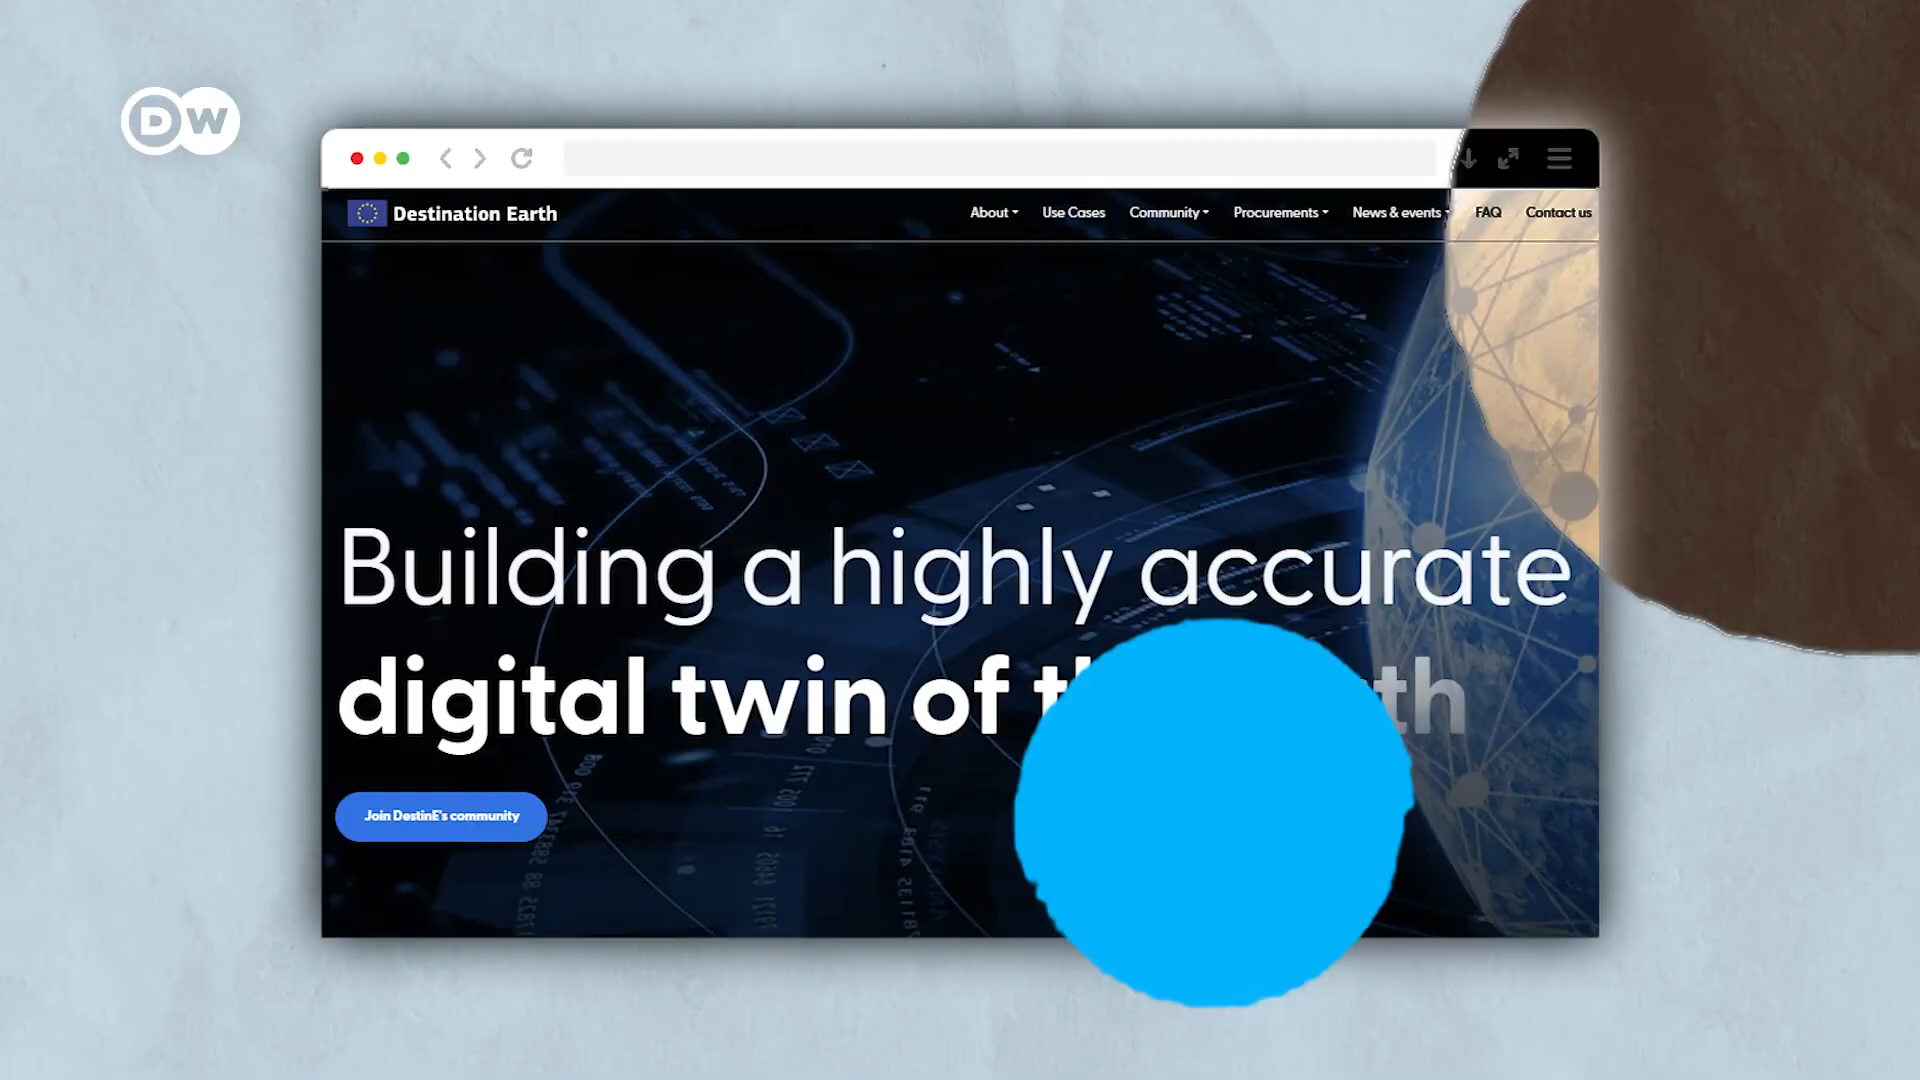 DW
Destination Earth
About Use Cases Community Procurements News & events FAQ Contact us
Building a highly accurate
digital twin of
Join DestinE's community